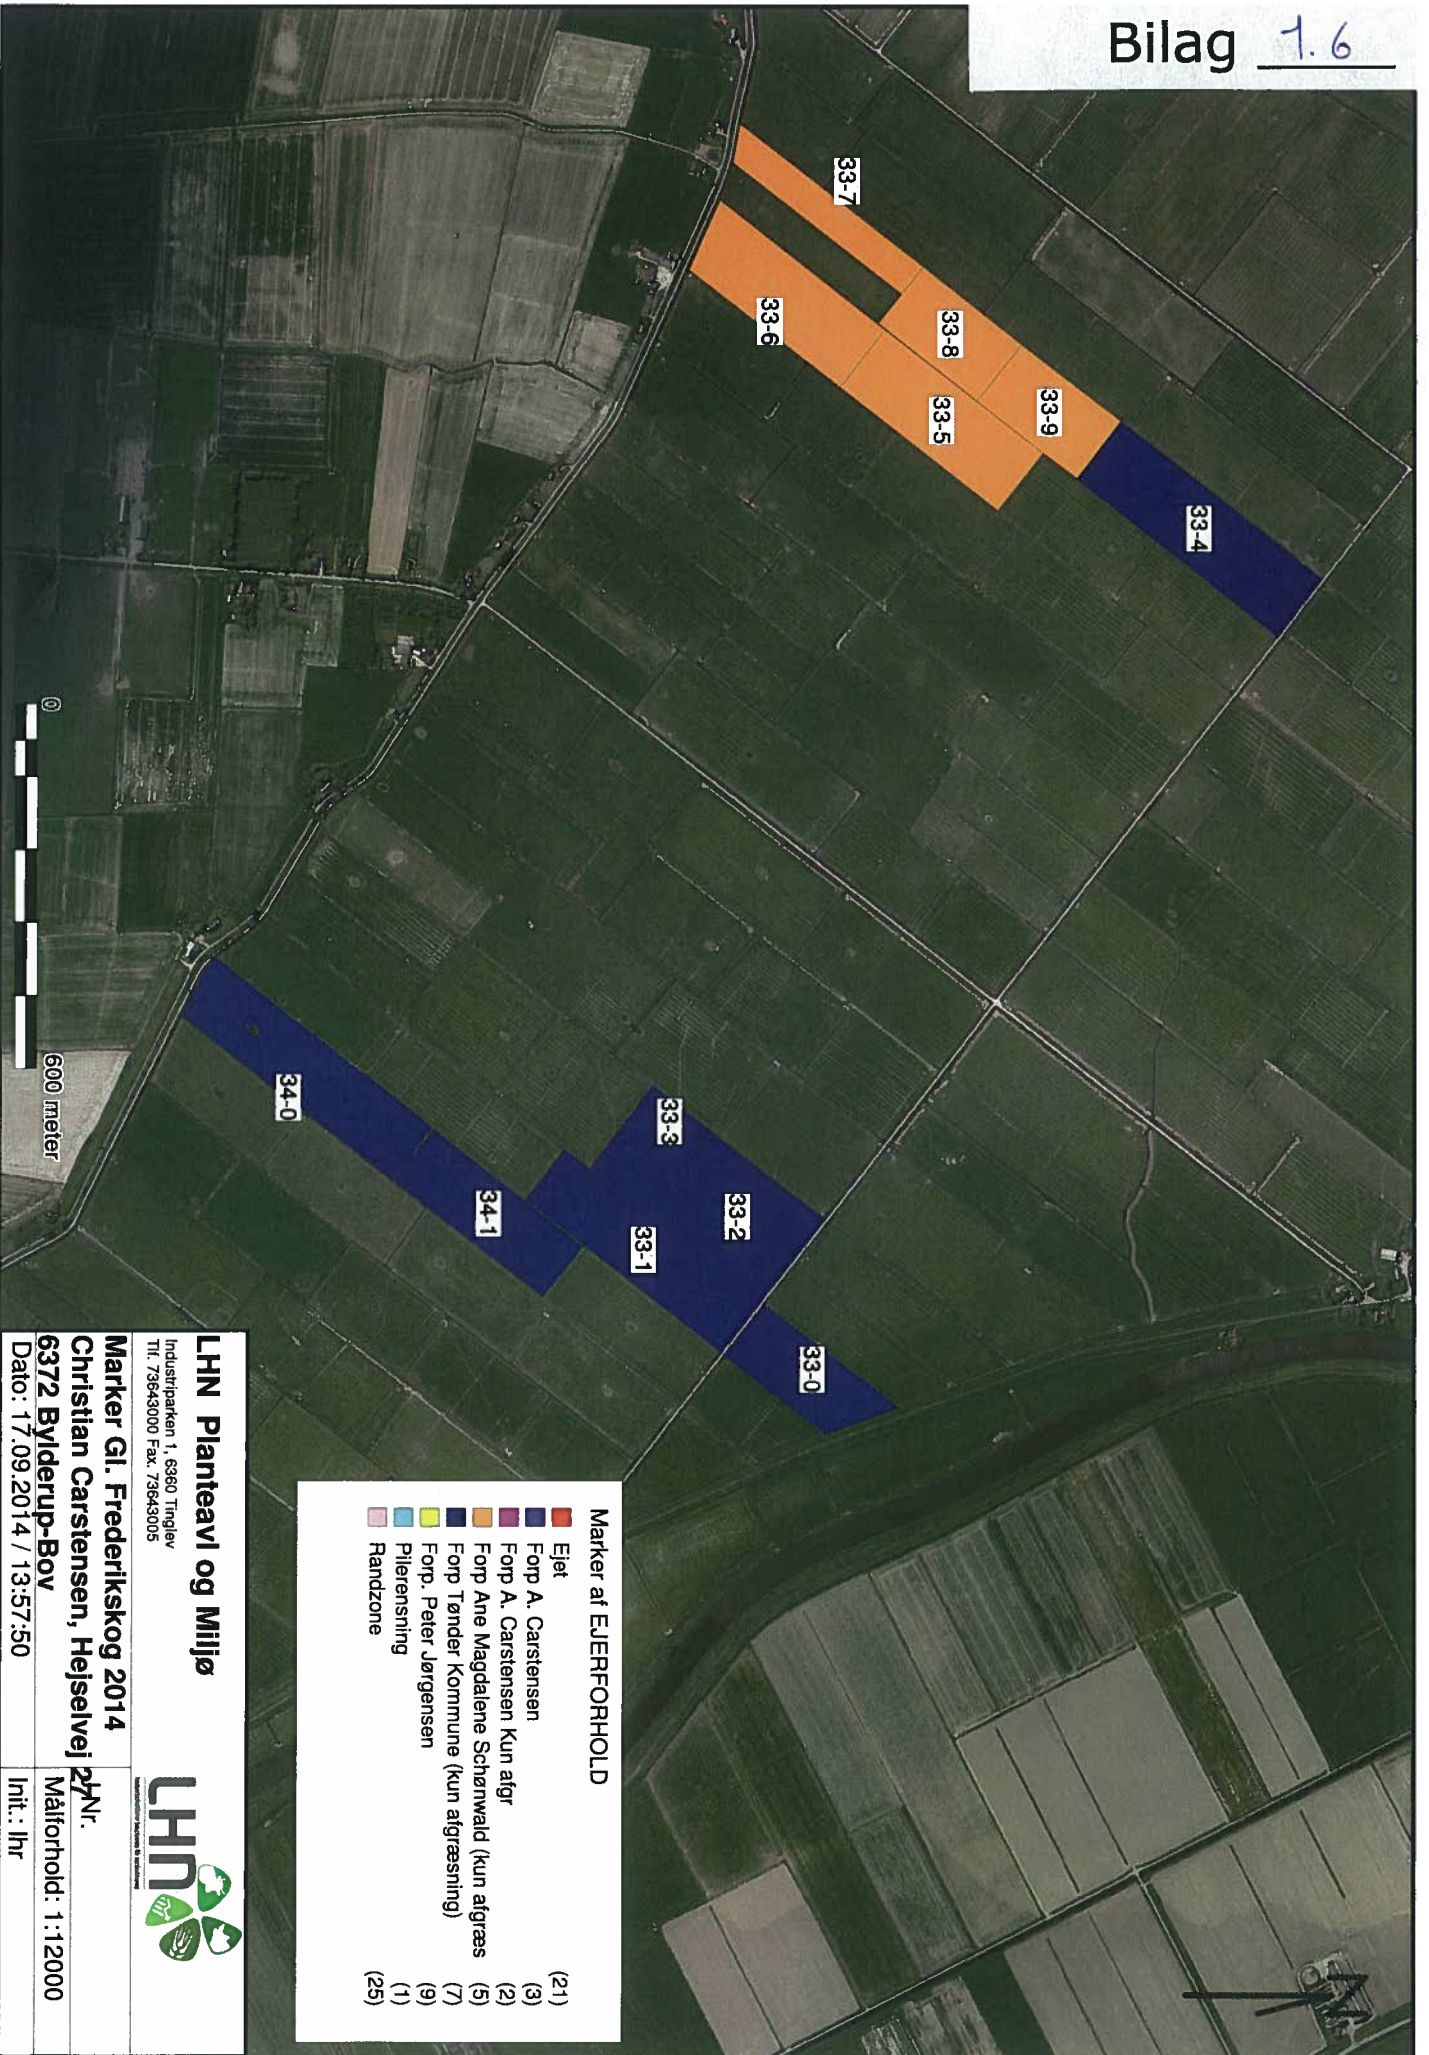 Bilag 1.6
33-7
33-8
33-6
33-9
33-5
33-4
33-3
33-2
33-1
33-0
34-0
34-1
0
600 meter
Marker af EJERFORHOLD
Ejet (21)
Forp A. Carstensen (3)
Forp A. Carstensen Kun afgr (2)
Forp Ane Magdalene Schønwald (kun afgræs (5)
Forp Tønder Kommune (kun afgræsning) (7)
Forp. Peter Jørgensen (9)
Pilerensning (1)
Randzone (25)
LHN Planteavl og Miljø
Industriparken 1, 6360 Tinglev
Tlf. 73643000 Fax. 73643005
LHN
Marker Gl. Frederikskog 2014
Christian Carstensen, Hejselvej 27
6372 Bylderup-Bov
Nr.
Målforhold: 1:12000
Dato: 17.09.2014 / 13:57:50
Init.: lhr